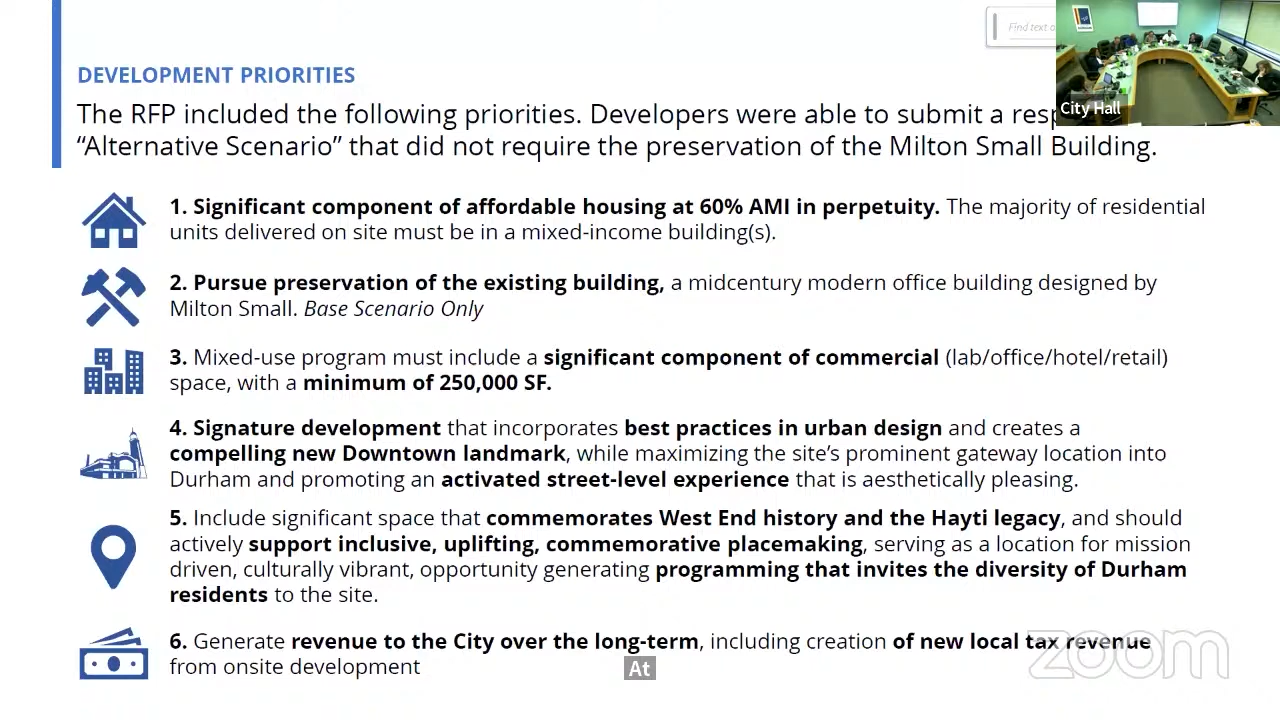 Find text o
City Hall
DEVELOPMENT PRIORITIES
The RFP included the following priorities. Developers were able to submit a resp
“Alternative Scenario” that did not require the preservation of the Milton Small Building.
1. Significant component of affordable housing at 60% AMI in perpetuity. The majority of residential
units delivered on site must be in a mixed-income building(s).
2. Pursue preservation of the existing building, a midcentury modern office building designed by
Milton Small. Base Scenario Only
3. Mixed-use program must include a significant component of commercial (lab/office/hotel/retail)
space, with a minimum of 250,000 SF.
4. Signature development that incorporates best practices in urban design and creates a
compelling new Downtown landmark, while maximizing the site’s prominent gateway location into
Durham and promoting an activated street-level experience that is aesthetically pleasing.
5. Include significant space that commemorates West End history and the Hayti legacy, and should
actively support inclusive, uplifting, commemorative placemaking, serving as a location for mission
driven, culturally vibrant, opportunity generating programming that invites the diversity of Durham
residents to the site.
6. Generate revenue to the City over the long-term, including creation of new local tax revenue
from onsite development
At
zoom